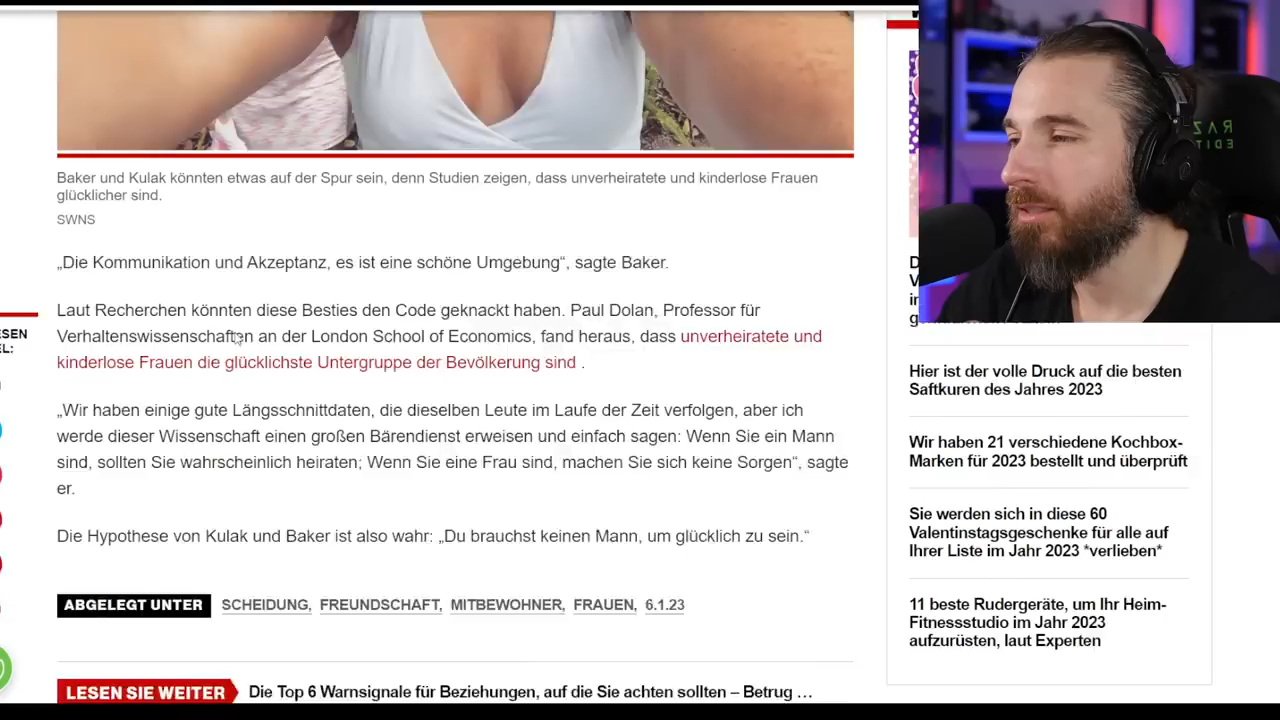 Baker und Kulak könnten etwas auf der Spur sein, denn Studien zeigen, dass unverheiratete und kinderlose Frauen
glücklicher sind.
SWNS
„Die Kommunikation und Akzeptanz, es ist eine schöne Umgebung“, sagte Baker.
Laut Recherchen könnten diese Besties den Code geknackt haben. Paul Dolan, Professor für
Verhaltenswissenschaften an der London School of Economics, fand heraus, dass unverheiratete und
kinderlose Frauen die glücklichste Untergruppe der Bevölkerung sind .
„Wir haben einige gute Längsschnittdaten, die dieselben Leute im Laufe der Zeit verfolgen, aber ich
werde dieser Wissenschaft einen großen Bärendienst erweisen und einfach sagen: Wenn Sie ein Mann
sind, sollten Sie wahrscheinlich heiraten; Wenn Sie eine Frau sind, machen Sie sich keine Sorgen“, sagte
er.
Die Hypothese von Kulak und Baker ist also wahr: „Du brauchst keinen Mann, um glücklich zu sein.“
ABGELEGT UNTER SCHEIDUNG, FREUNDSCHAFT, MITBEWOHNER, FRAUEN, 6.1.23
LESEN SIE WEITER Die Top 6 Warnsignale für Beziehungen, auf die Sie achten sollten – Betrug …
Hier ist der volle Druck auf die besten
Saftkuren des Jahres 2023
Wir haben 21 verschiedene Kochbox-
Marken für 2023 bestellt und überprüft
Sie werden sich in diese 60
Valentinstagsgeschenke für alle auf
Ihrer Liste im Jahr 2023 *verlieben*
11 beste Rudergeräte, um Ihr Heim-
Fitnessstudio im Jahr 2023
aufzurüsten, laut Experten